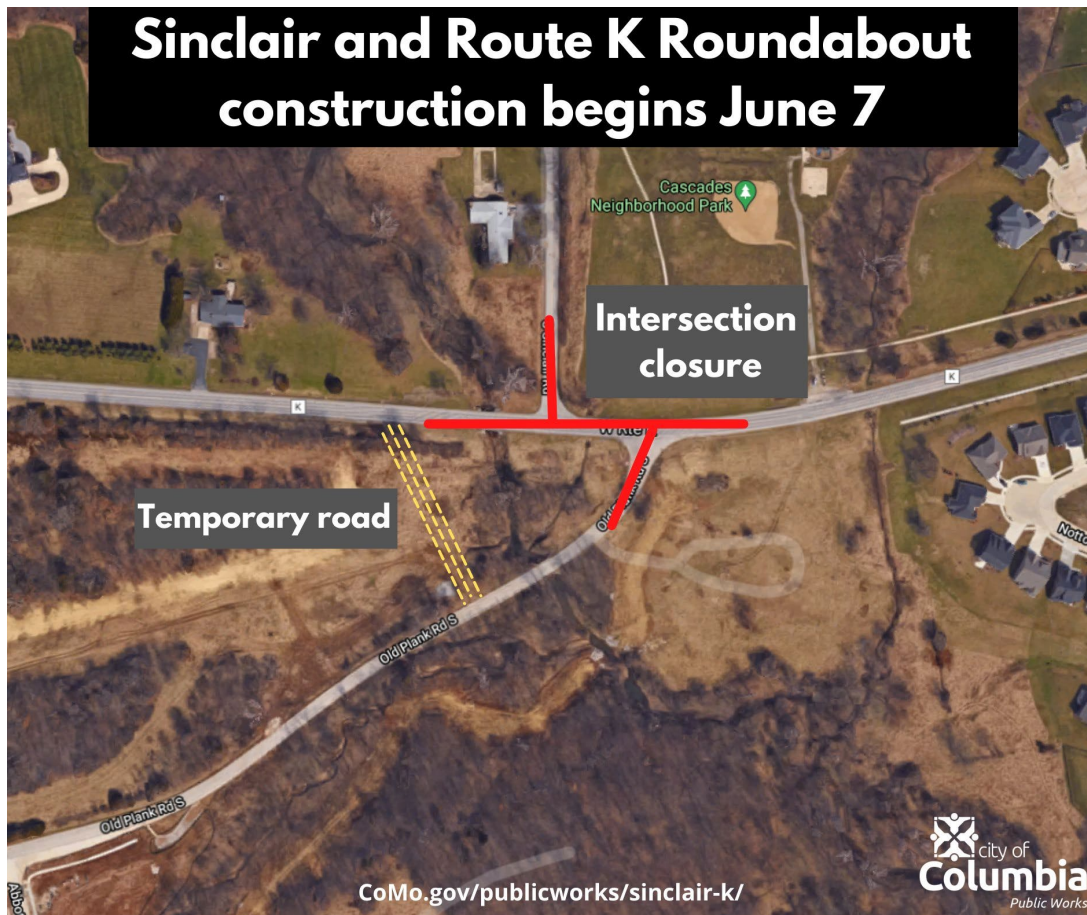 Sinclair and Route K Roundabout
construction begins June 7
Cascades
Neighborhood Park
Intersection
closure
K
K
W Rte
Temporary road
Old Plank Rd S
Old Plank Rd S
CoMo.gov/publicworks/sinclair-k/
city of
Columbia
Public Works